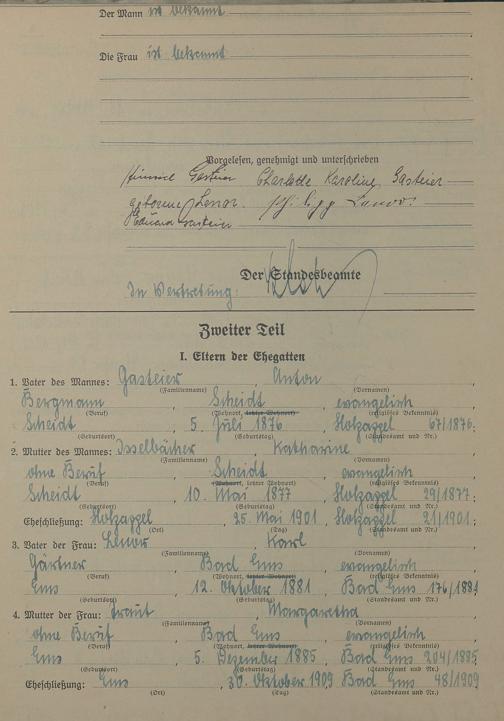 Der Mann ist bekannt
Die Frau ist bekannt
Vorgelesen, genehmigt und unterschrieben
Heinrich Gasteier Charlotte Karoline Gasteier
geborene Lenor. Philipp Lenor.
Eduard Gasteier
Der Standesbeamte
In Vertretung:
Zweiter Teil
I. Eltern der Ehegatten
1. Vater des Mannes: Gasteier, Anton
(Familienname) (Vornamen)
Bergmann, Scheidt, evangelisch
(Beruf) (Wohnort, letzter Wohnort) (religiöses Bekenntnis)
Scheidt, 5. Juli 1876, Holzappel 67/1876;
(Geburtsort) (Geburtstag) (Standesamt und Nr.)
2. Mutter des Mannes: Isselbächer, Katharine
(Familienname) (Vornamen)
ohne Beruf, Scheidt, evangelisch
(Beruf) (Wohnort, letzter Wohnort) (religiöses Bekenntnis)
Scheidt, 10. Mai 1877, Holzappel 29/1877;
(Geburtsort) (Geburtstag) (Standesamt und Nr.)
Eheschließung: Holzappel, 25. Mai 1901, Holzappel 21/1901;
(Ort) (Tag) (Standesamt und Nr.)
3. Vater der Frau: Lenor, Karl
(Familienname) (Vornamen)
Gärtner, Bad Ems, evangelisch
(Beruf) (Wohnort, letzter Wohnort) (religiöses Bekenntnis)
Ems, 12. Oktober 1881, Bad Ems 176/1881
(Geburtsort) (Geburtstag) (Standesamt und Nr.)
4. Mutter der Frau: Kraut, Margaretha
(Familienname) (Vornamen)
ohne Beruf, Bad Ems, evangelisch
(Beruf) (Wohnort, letzter Wohnort) (religiöses Bekenntnis)
Ems, 5. Dezember 1885, Bad Ems 204/1885
(Geburtsort) (Geburtstag) (Standesamt und Nr.)
Eheschließung: Ems, 30. Oktober 1909 Bad Ems 48/1909
(Ort) (Tag) (Standesamt und Nr.)